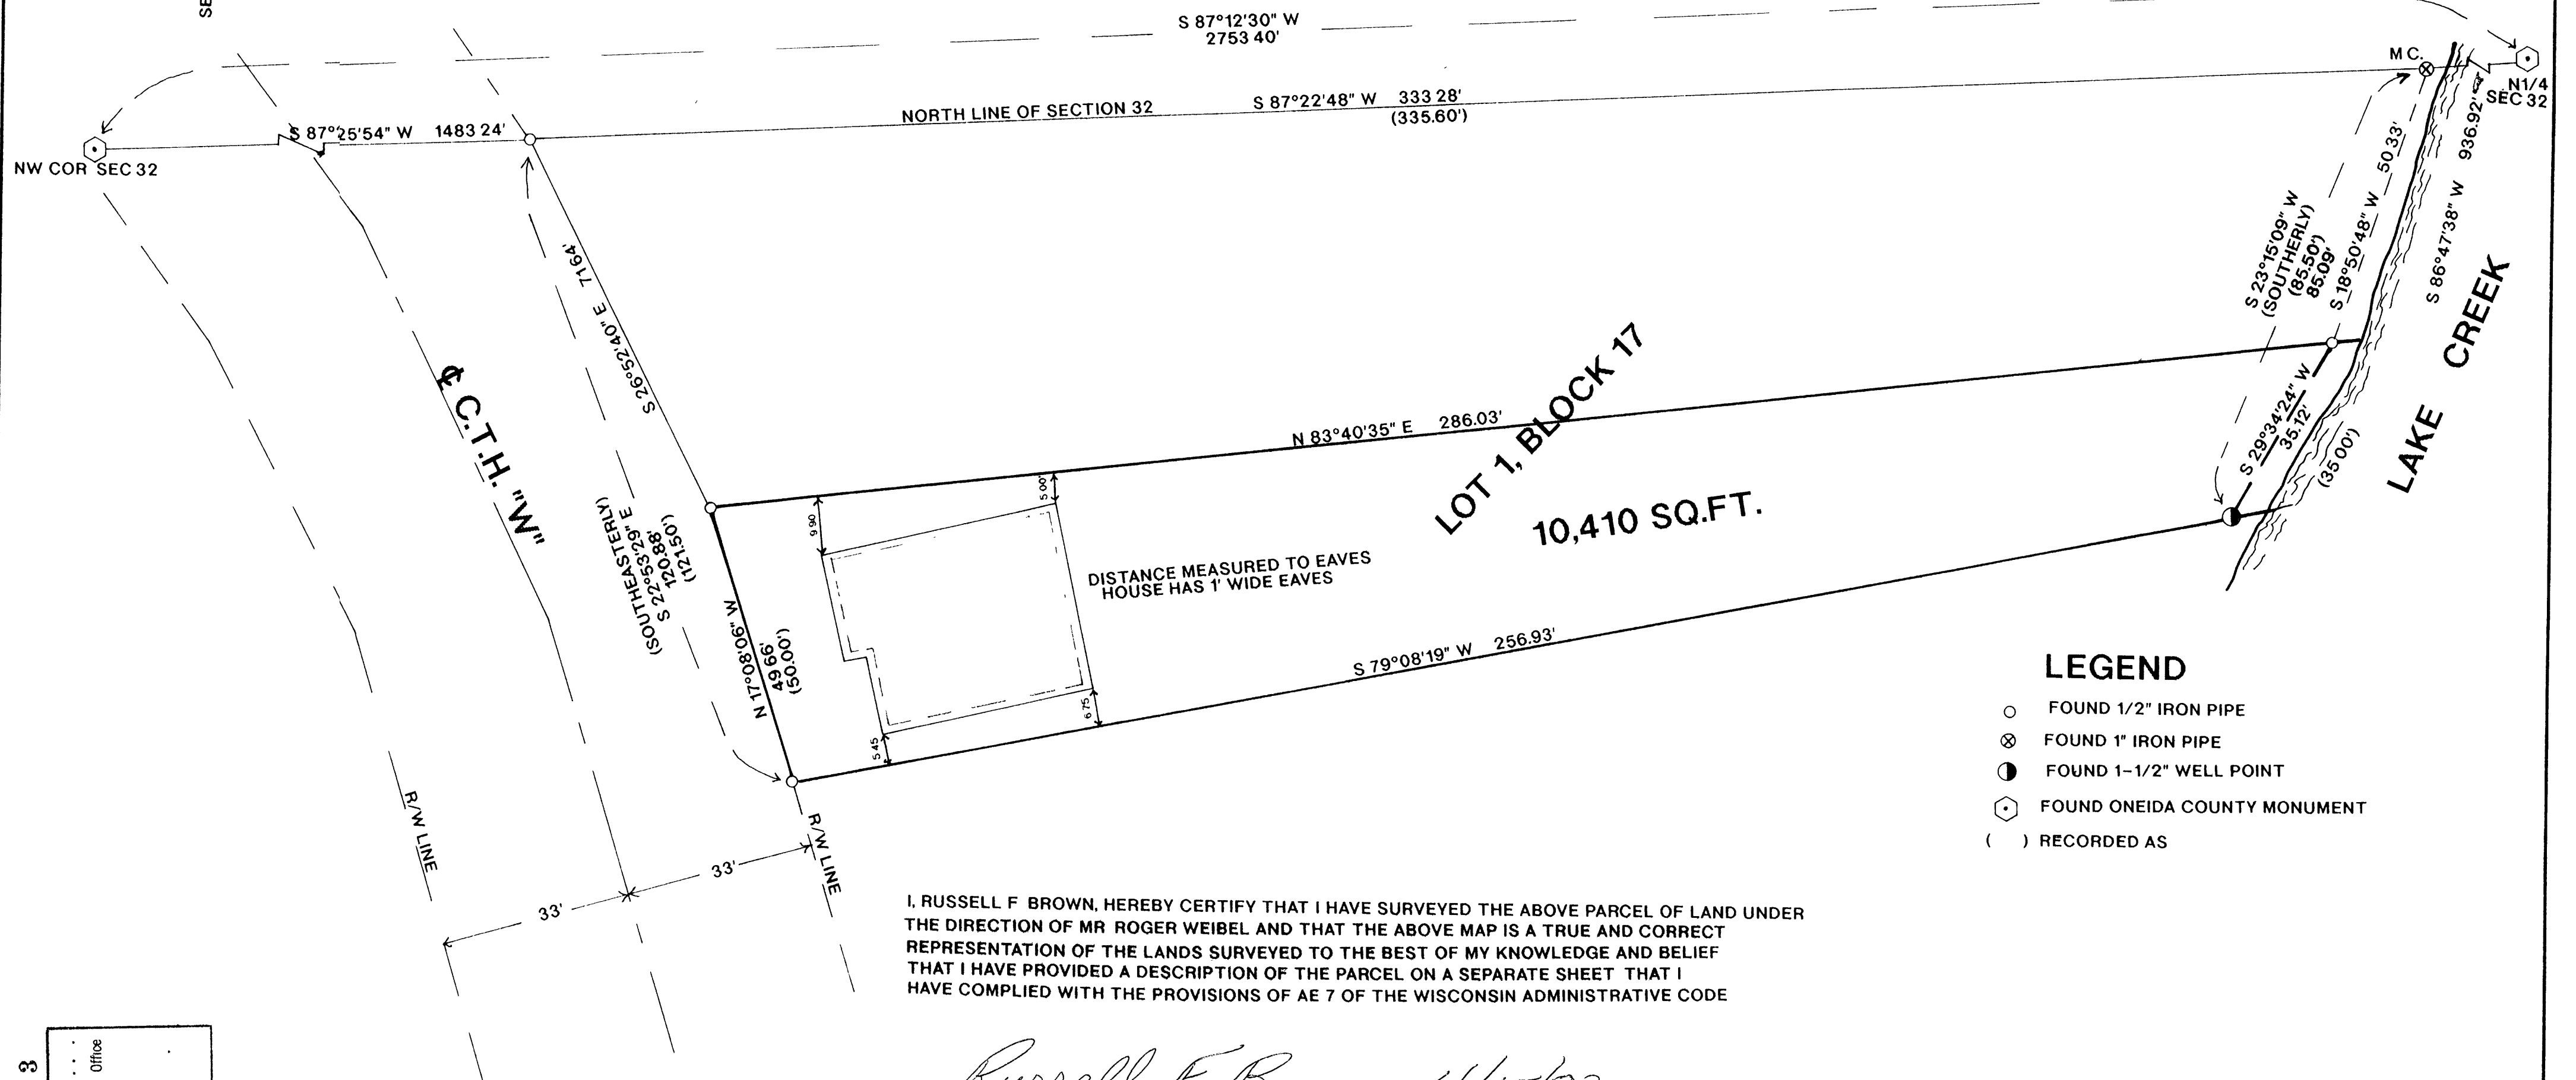 S 87°12'30" W
2753 40'
M C.
N1/4
SEC 32
NORTH LINE OF SECTION 32 S 87°22'48" W 333 28'
(335.60')
S 87°25'54" W 1483 24'
NW COR SEC 32
S 26°52'40" E 7164'
S 23°15'09" W
(SOUTHERLY)
(85.50')
85.09'
S 18°50'48" W 50 33'
S 86°47'38" W 936.92'
LAKE CREEK
S 29°34'24" W
35.12'
(35 00')
℄ C.T.H. "W"
N 83°40'35" E 286.03'
LOT 1, BLOCK 17
10,410 SQ.FT.
5 00'
9 90
DISTANCE MEASURED TO EAVES
HOUSE HAS 1' WIDE EAVES
(SOUTHEASTERLY)
S 22°53'29" E
120.88'
(121.50')
N 17°08'06" W
49 66'
(50.00')
S 79°08'19" W 256.93'
6 75
5 45
LEGEND
FOUND 1/2" IRON PIPE
FOUND 1" IRON PIPE
FOUND 1-1/2" WELL POINT
FOUND ONEIDA COUNTY MONUMENT
( ) RECORDED AS
R/W LINE
R/W LINE
33'
33'
I, RUSSELL F BROWN, HEREBY CERTIFY THAT I HAVE SURVEYED THE ABOVE PARCEL OF LAND UNDER
THE DIRECTION OF MR ROGER WEIBEL AND THAT THE ABOVE MAP IS A TRUE AND CORRECT
REPRESENTATION OF THE LANDS SURVEYED TO THE BEST OF MY KNOWLEDGE AND BELIEF
THAT I HAVE PROVIDED A DESCRIPTION OF THE PARCEL ON A SEPARATE SHEET THAT I
HAVE COMPLIED WITH THE PROVISIONS OF AE 7 OF THE WISCONSIN ADMINISTRATIVE CODE
3
Office